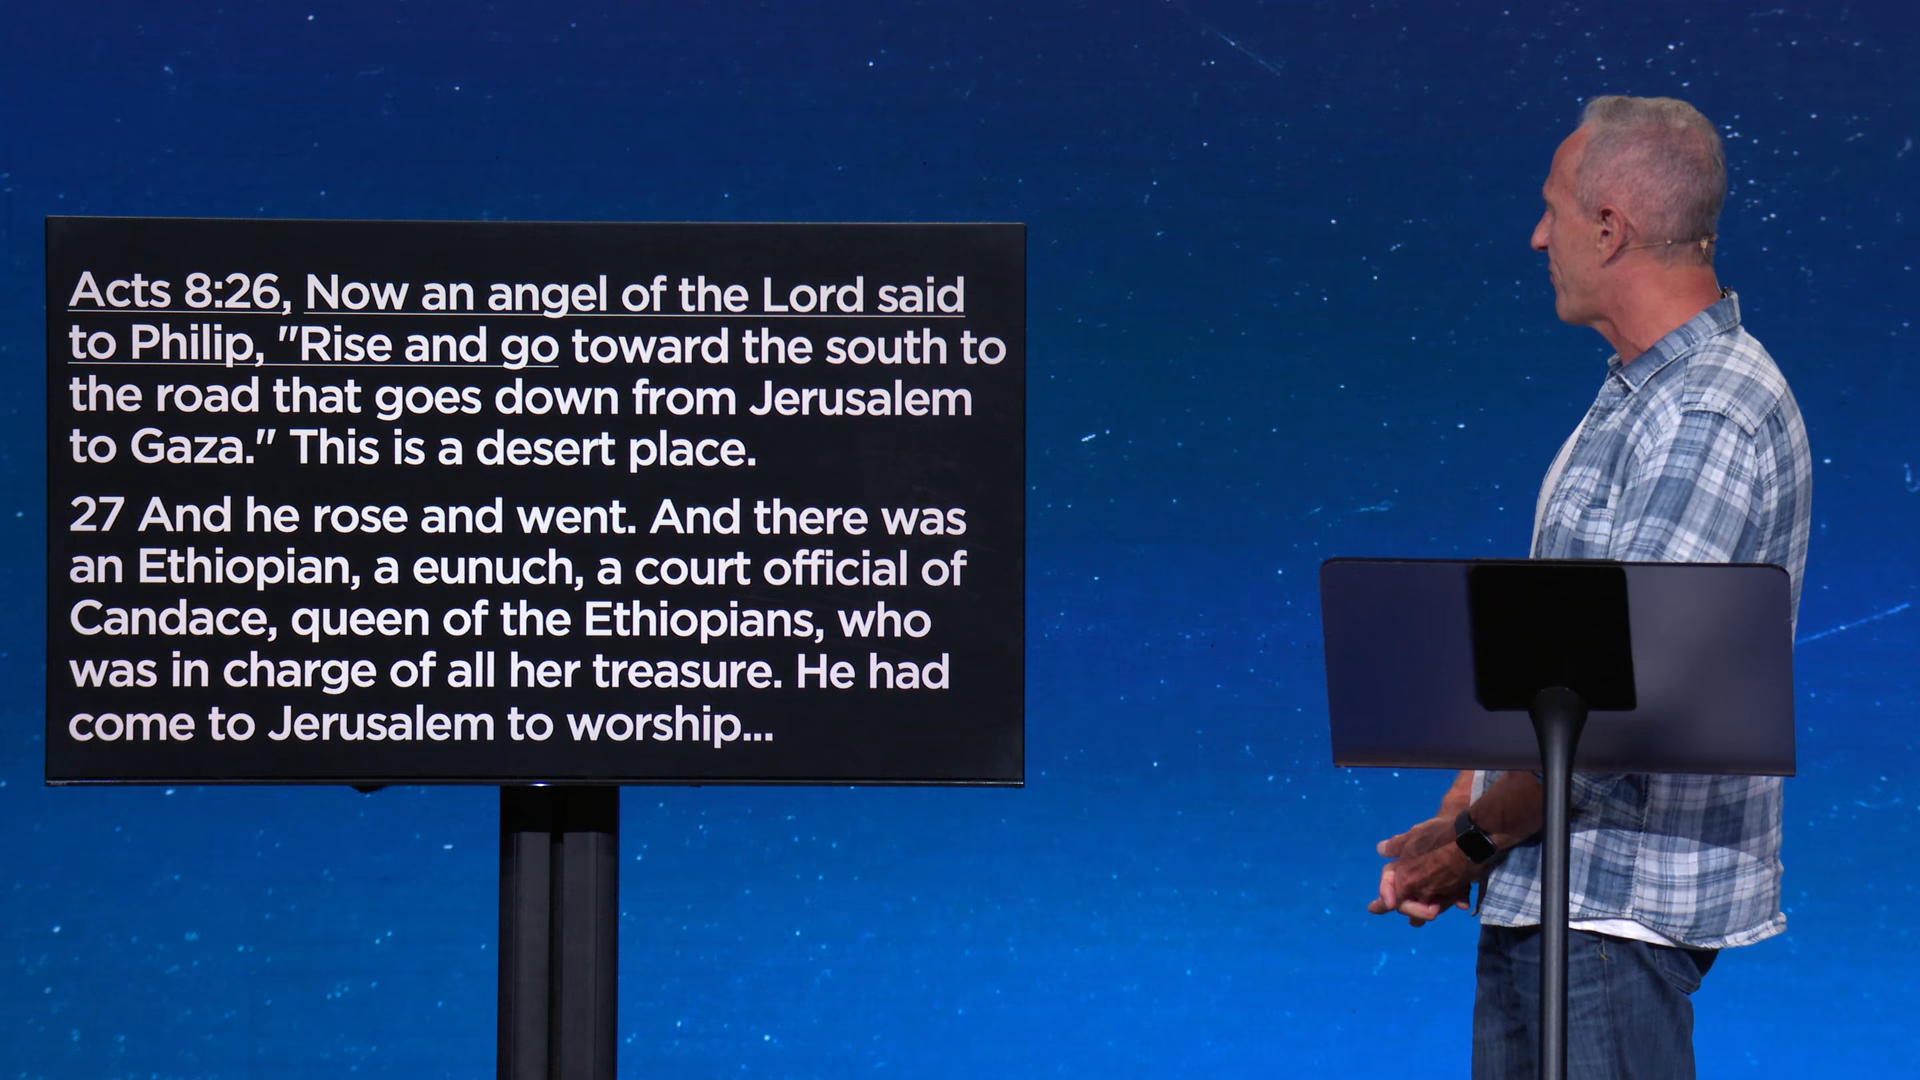 Acts 8:26, Now an angel of the Lord said
to Philip, "Rise and go toward the south to
the road that goes down from Jerusalem
to Gaza." This is a desert place.
27 And he rose and went. And there was
an Ethiopian, a eunuch, a court official of
Candace, queen of the Ethiopians, who
was in charge of all her treasure. He had
come to Jerusalem to worship...